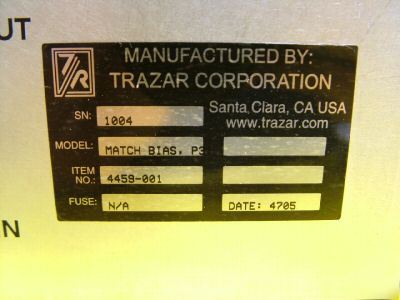 UT
TR
MANUFACTURED BY:
TRAZAR CORPORATION
SN: 1004
Santa Clara, CA USA
www.trazar.com
MODEL: MATCH BIAS, P3
ITEM NO.: 4459-001
FUSE: N/A
DATE: 4705
N